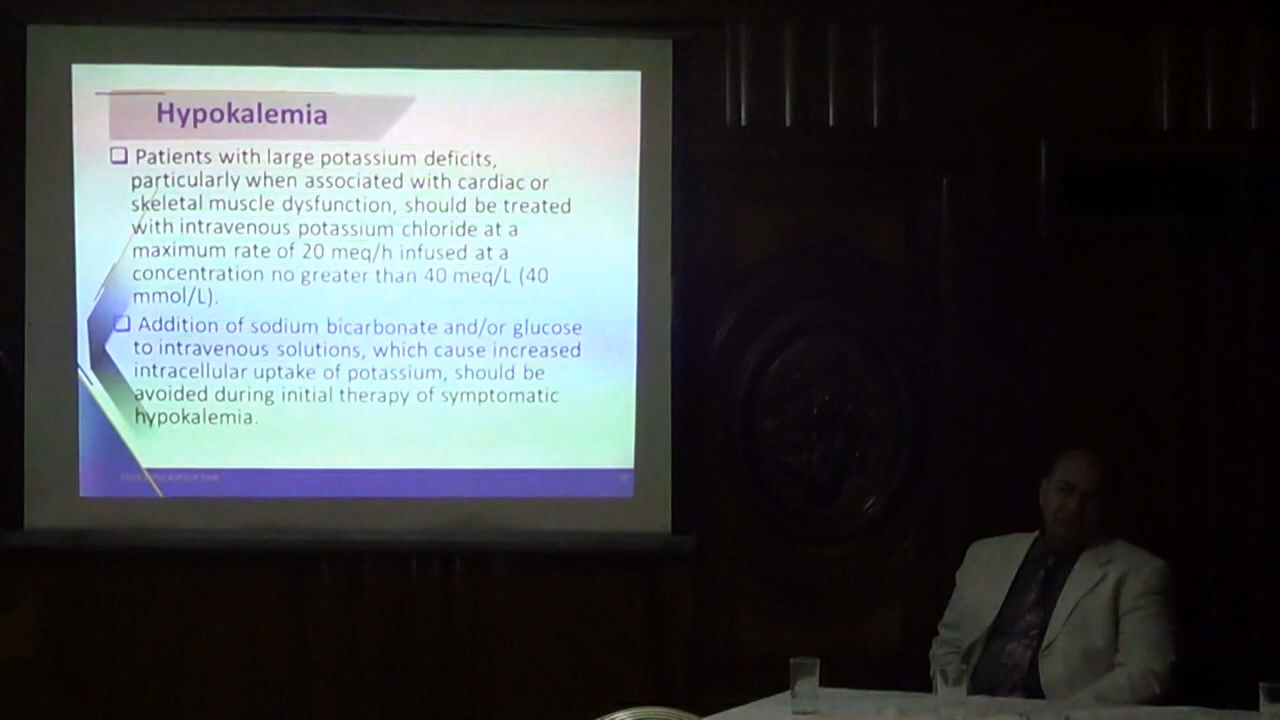 Hypokalemia
❑ Patients with large potassium deficits,
particularly when associated with cardiac or
skeletal muscle dysfunction, should be treated
with intravenous potassium chloride at a
maximum rate of 20 meq/h infused at a
concentration no greater than 40 meq/L (40
mmol/L).
❑ Addition of sodium bicarbonate and/or glucose
to intravenous solutions, which cause increased
intracellular uptake of potassium, should be
avoided during initial therapy of symptomatic
hypokalemia.